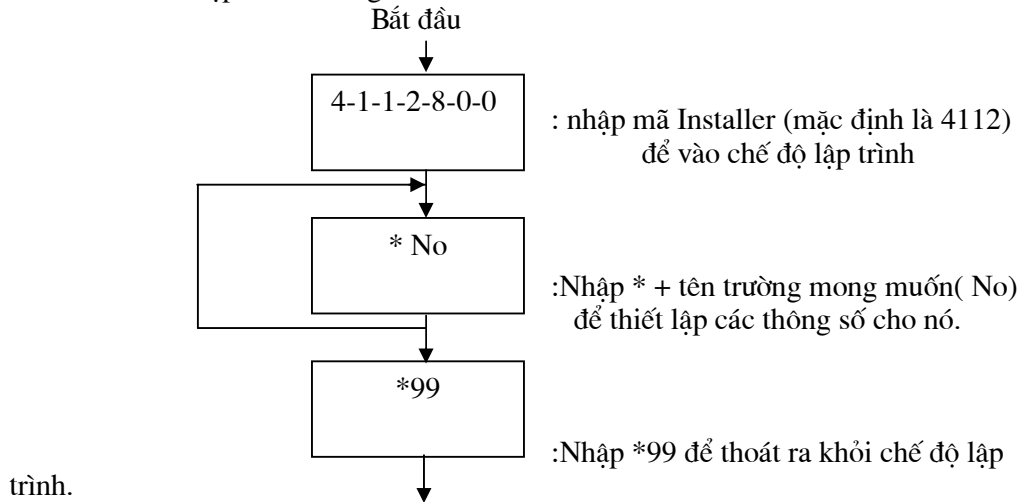 Bắt đầu
4-1-1-2-8-0-0
: nhập mã Installer (mặc định là 4112)
để vào chế độ lập trình
* No
:Nhập * + tên trường mong muốn( No)
để thiết lập các thông số cho nó.
*99
:Nhập *99 để thoát ra khỏi chế độ lập
trình.